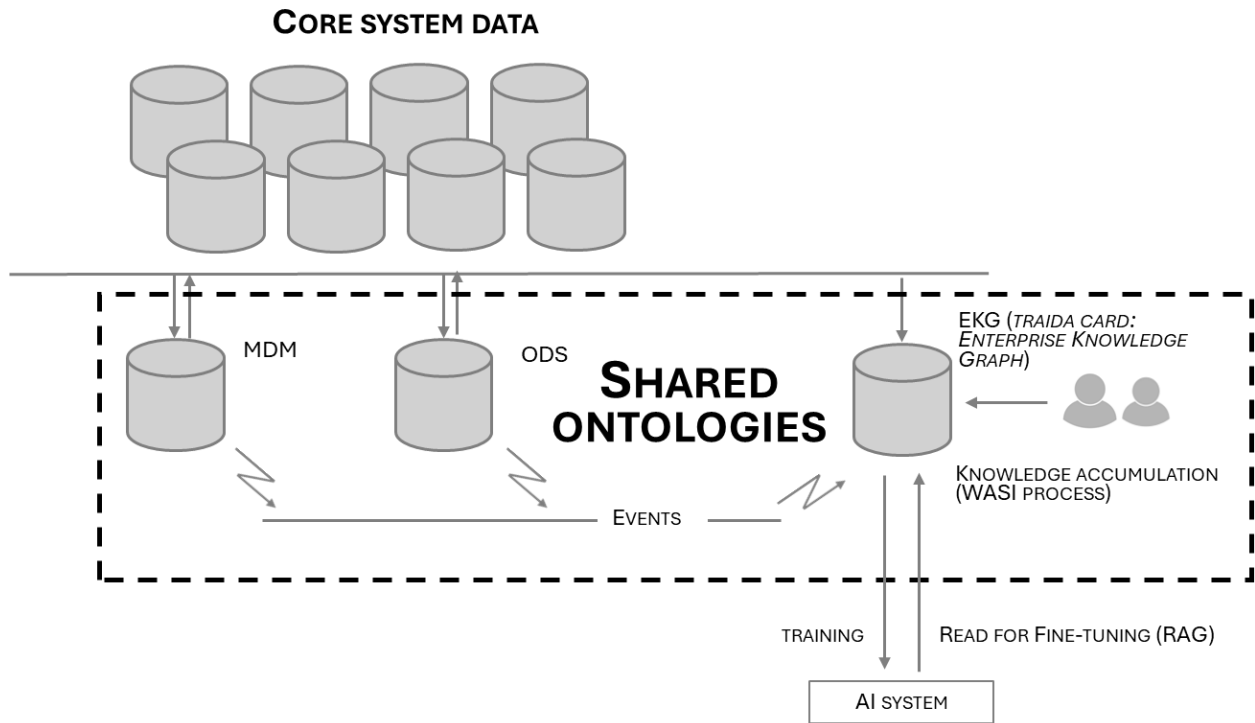 CORE SYSTEM DATA
MDM
ODS
SHARED
ONTOLOGIES
EKG (TRAIDA CARD:
ENTERPRISE KNOWLEDGE
GRAPH)
KNOWLEDGE ACCUMULATION
(WASI PROCESS)
EVENTS
TRAINING
READ FOR FINE-TUNING (RAG)
AI SYSTEM